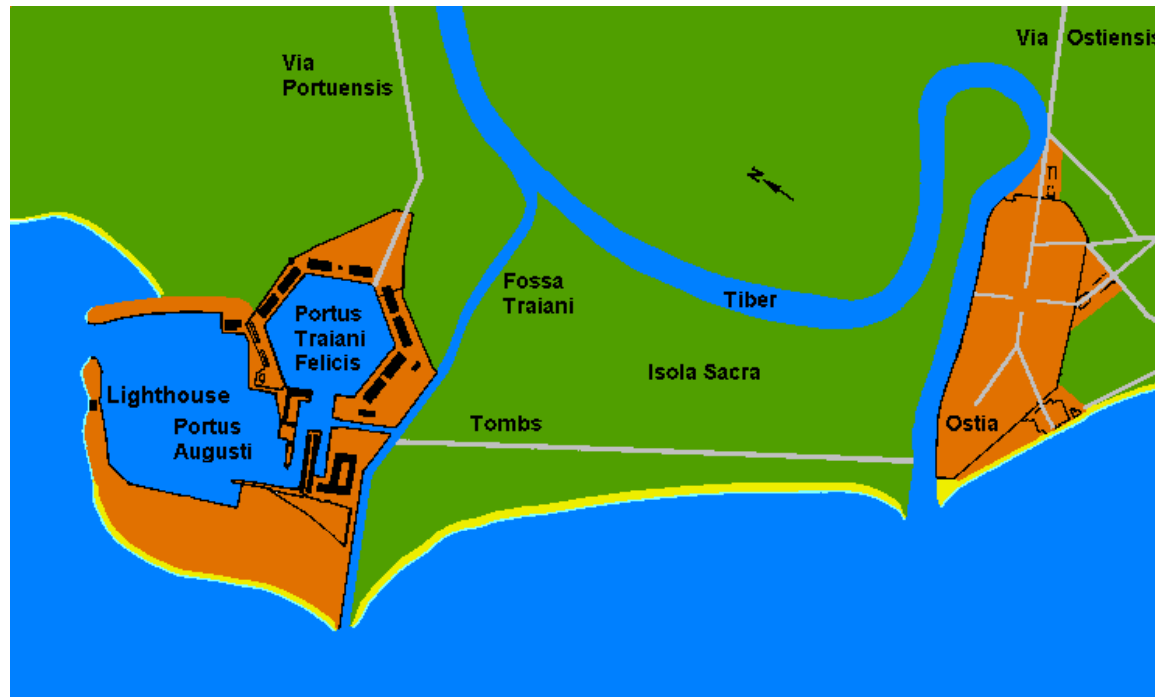 Via Ostiensis
Via
Portuensis
N
Fossa
Traiani
Tiber
Portus
Traiani
Felicis
Isola Sacra
Lighthouse
Portus
Augusti
Tombs
Ostia